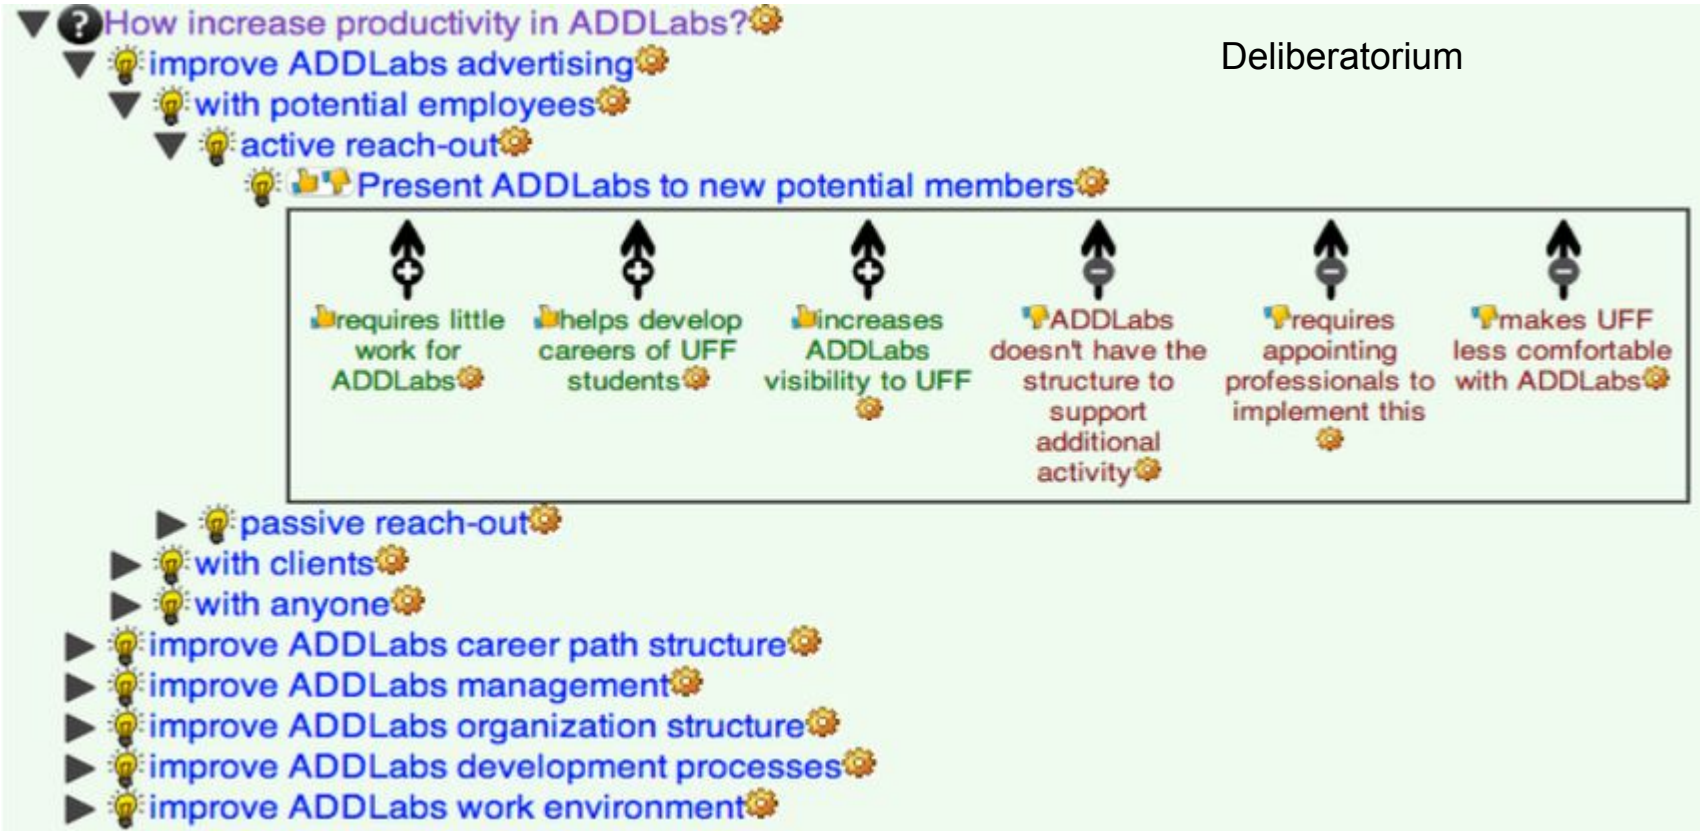 How increase productivity in ADDLabs?
Deliberatorium
improve ADDLabs advertising
with potential employees
active reach-out
Present ADDLabs to new potential members
requires little
work for
ADDLabs
helps develop
careers of UFF
students
increases
ADDLabs
visibility to UFF
ADDLabs
doesn't have the
structure to
support
additional
activity
requires
appointing
professionals to
implement this
makes UFF
less comfortable
with ADDLabs
passive reach-out
with clients
with anyone
improve ADDLabs career path structure
improve ADDLabs management
improve ADDLabs organization structure
improve ADDLabs development processes
improve ADDLabs work environment